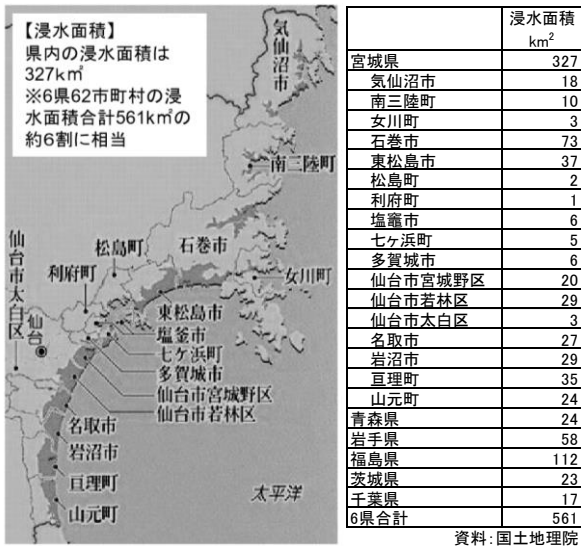 【浸水面積】
県内の浸水面積は
327k㎡
※6県62市町村の浸
水面積合計561k㎡の
約6割に相当
気仙沼市
南三陸町
石巻市
女川町
松島町
利府町
仙台市太白区
仙台
東松島市
塩釜市
七ケ浜町
多賀城市
仙台市宮城野区
仙台市若林区
名取市
岩沼市
亘理町
山元町
太平洋
浸水面積
km²
宮城県 327
気仙沼市 18
南三陸町 10
女川町 3
石巻市 73
東松島市 37
松島町 2
利府町 1
塩竈市 6
七ヶ浜町 5
多賀城市 6
仙台市宮城野区 20
仙台市若林区 29
仙台市太白区 3
名取市 27
岩沼市 29
亘理町 35
山元町 24
青森県 24
岩手県 58
福島県 112
茨城県 23
千葉県 17
6県合計 561
資料:国土地理院